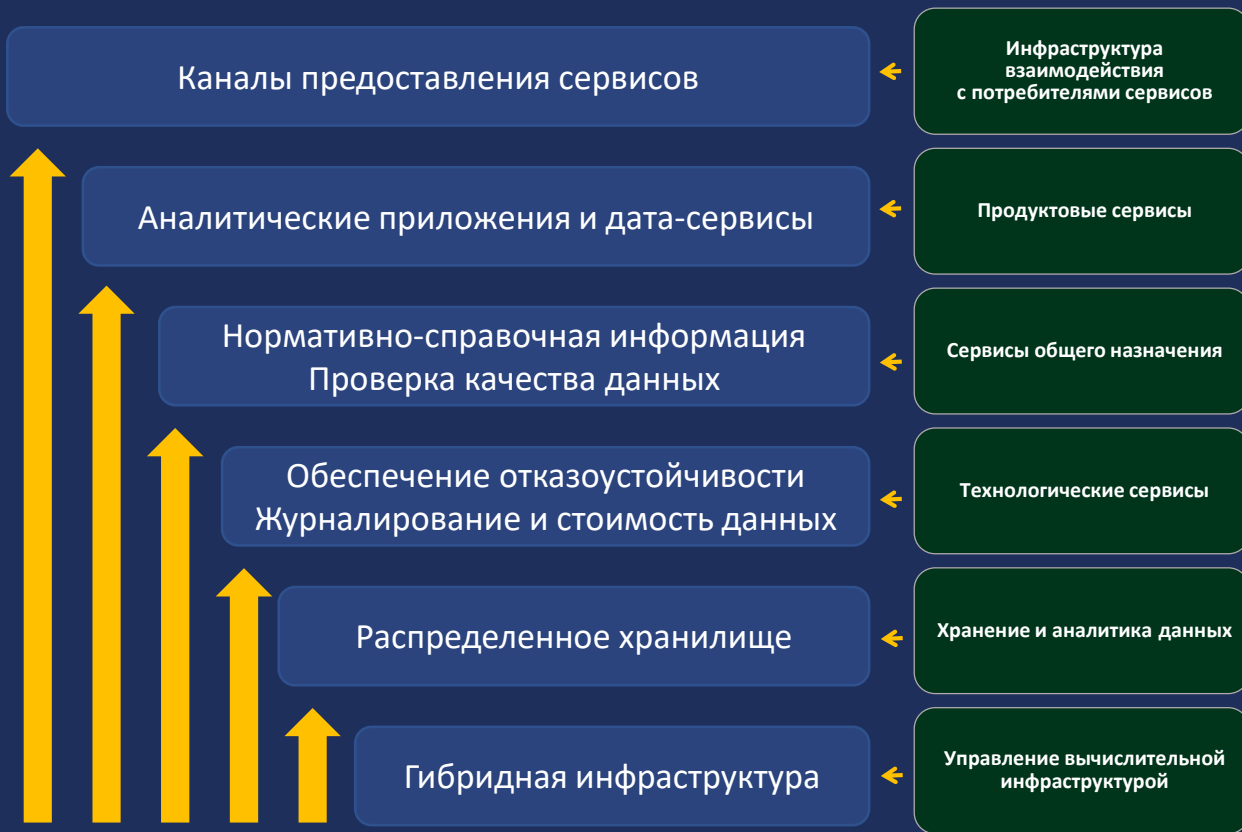 Каналы предоставления сервисов
Инфраструктура
взаимодействия
с потребителями сервисов
Аналитические приложения и дата-сервисы
Продуктовые сервисы
Нормативно-справочная информация
Проверка качества данных
Сервисы общего назначения
Обеспечение отказоустойчивости
Журналирование и стоимость данных
Технологические сервисы
Распределенное хранилище
Хранение и аналитика данных
Гибридная инфраструктура
Управление вычислительной
инфраструктурой